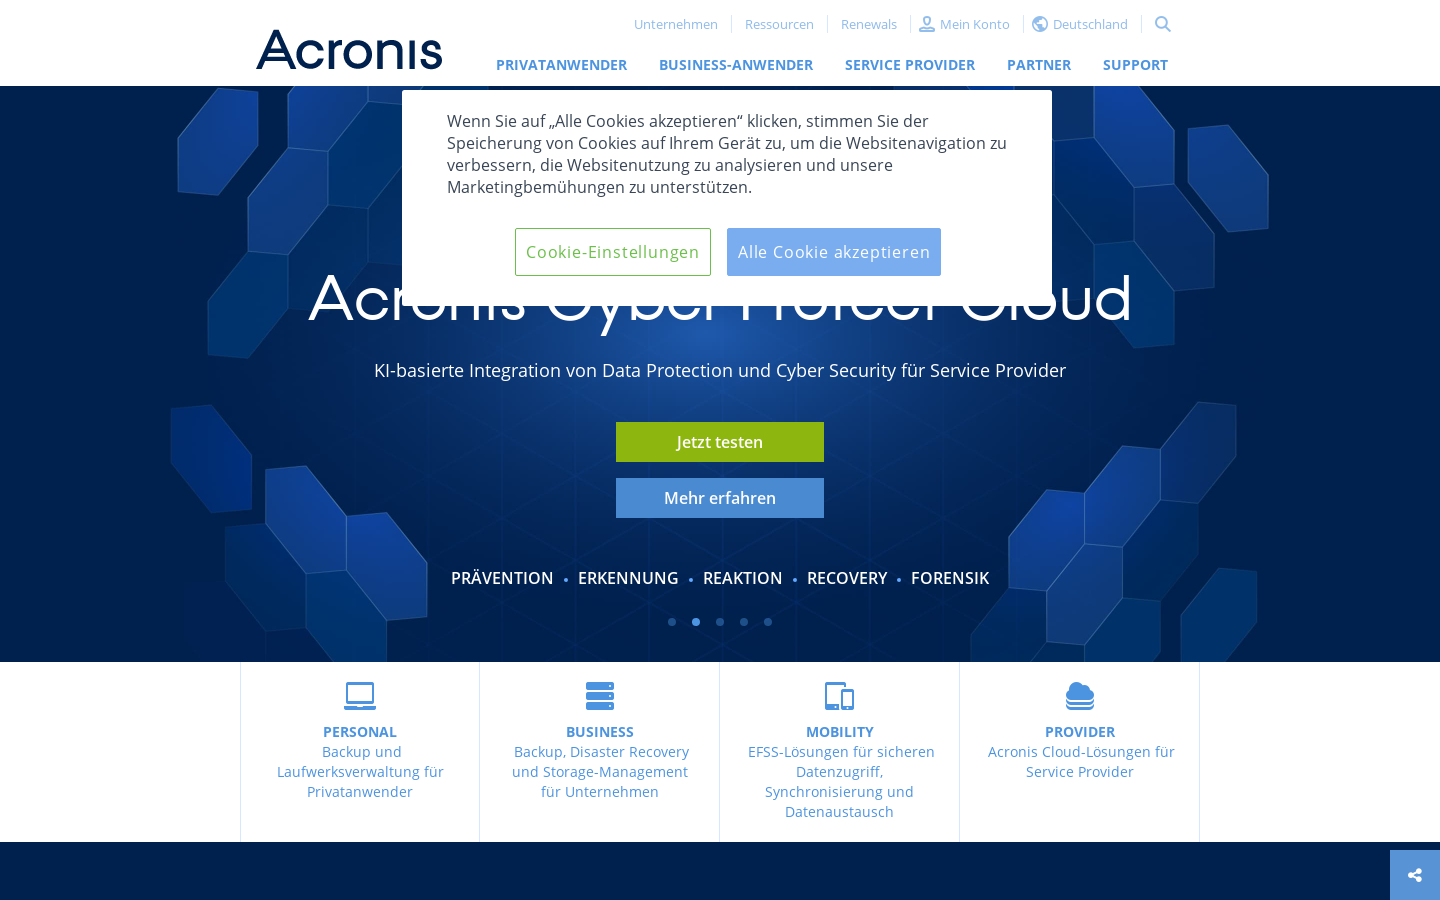 Unternehmen
Ressourcen
Renewals
Mein Konto
Deutschland
Acronis
PRIVATANWENDER
BUSINESS-ANWENDER
SERVICE PROVIDER
PARTNER
SUPPORT
Wenn Sie auf „Alle Cookies akzeptieren“ klicken, stimmen Sie der
Speicherung von Cookies auf Ihrem Gerät zu, um die Websitenavigation zu
verbessern, die Websitenutzung zu analysieren und unsere
Marketingbemühungen zu unterstützen.
Cookie-Einstellungen
Alle Cookie akzeptieren
Acronis Cyber Protect Cloud
KI-basierte Integration von Data Protection und Cyber Security für Service Provider
Jetzt testen
Mehr erfahren
PRÄVENTION • ERKENNUNG • REAKTION • RECOVERY • FORENSIK
PERSONAL
Backup und
Laufwerksverwaltung für
Privatanwender
BUSINESS
Backup, Disaster Recovery
und Storage-Management
für Unternehmen
MOBILITY
EFSS-Lösungen für sicheren
Datenzugriff,
Synchronisierung und
Datenaustausch
PROVIDER
Acronis Cloud-Lösungen für
Service Provider